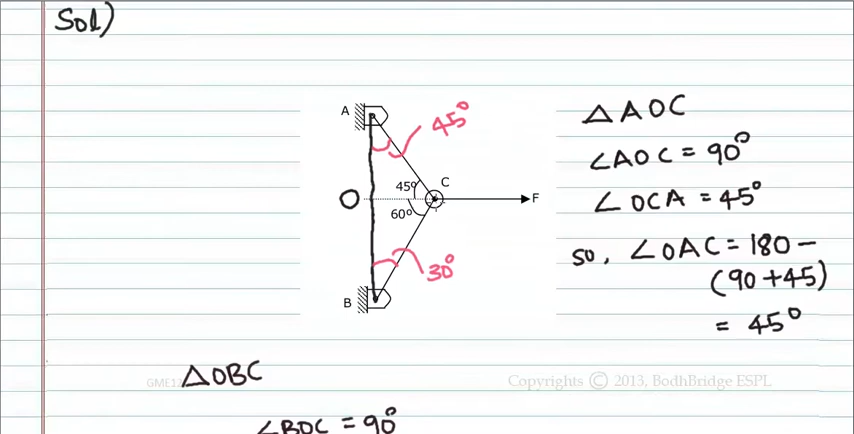 Sol)
A
45°
45°
C
O
F
60°
30°
B
△AOC
∠AOC = 90°
∠OCA = 45°
so, ∠OAC = 180 -
(90 + 45)
= 45°
△OBC
Copyrights © 2013, BodhBridge ESPL
∠BOC = 90°